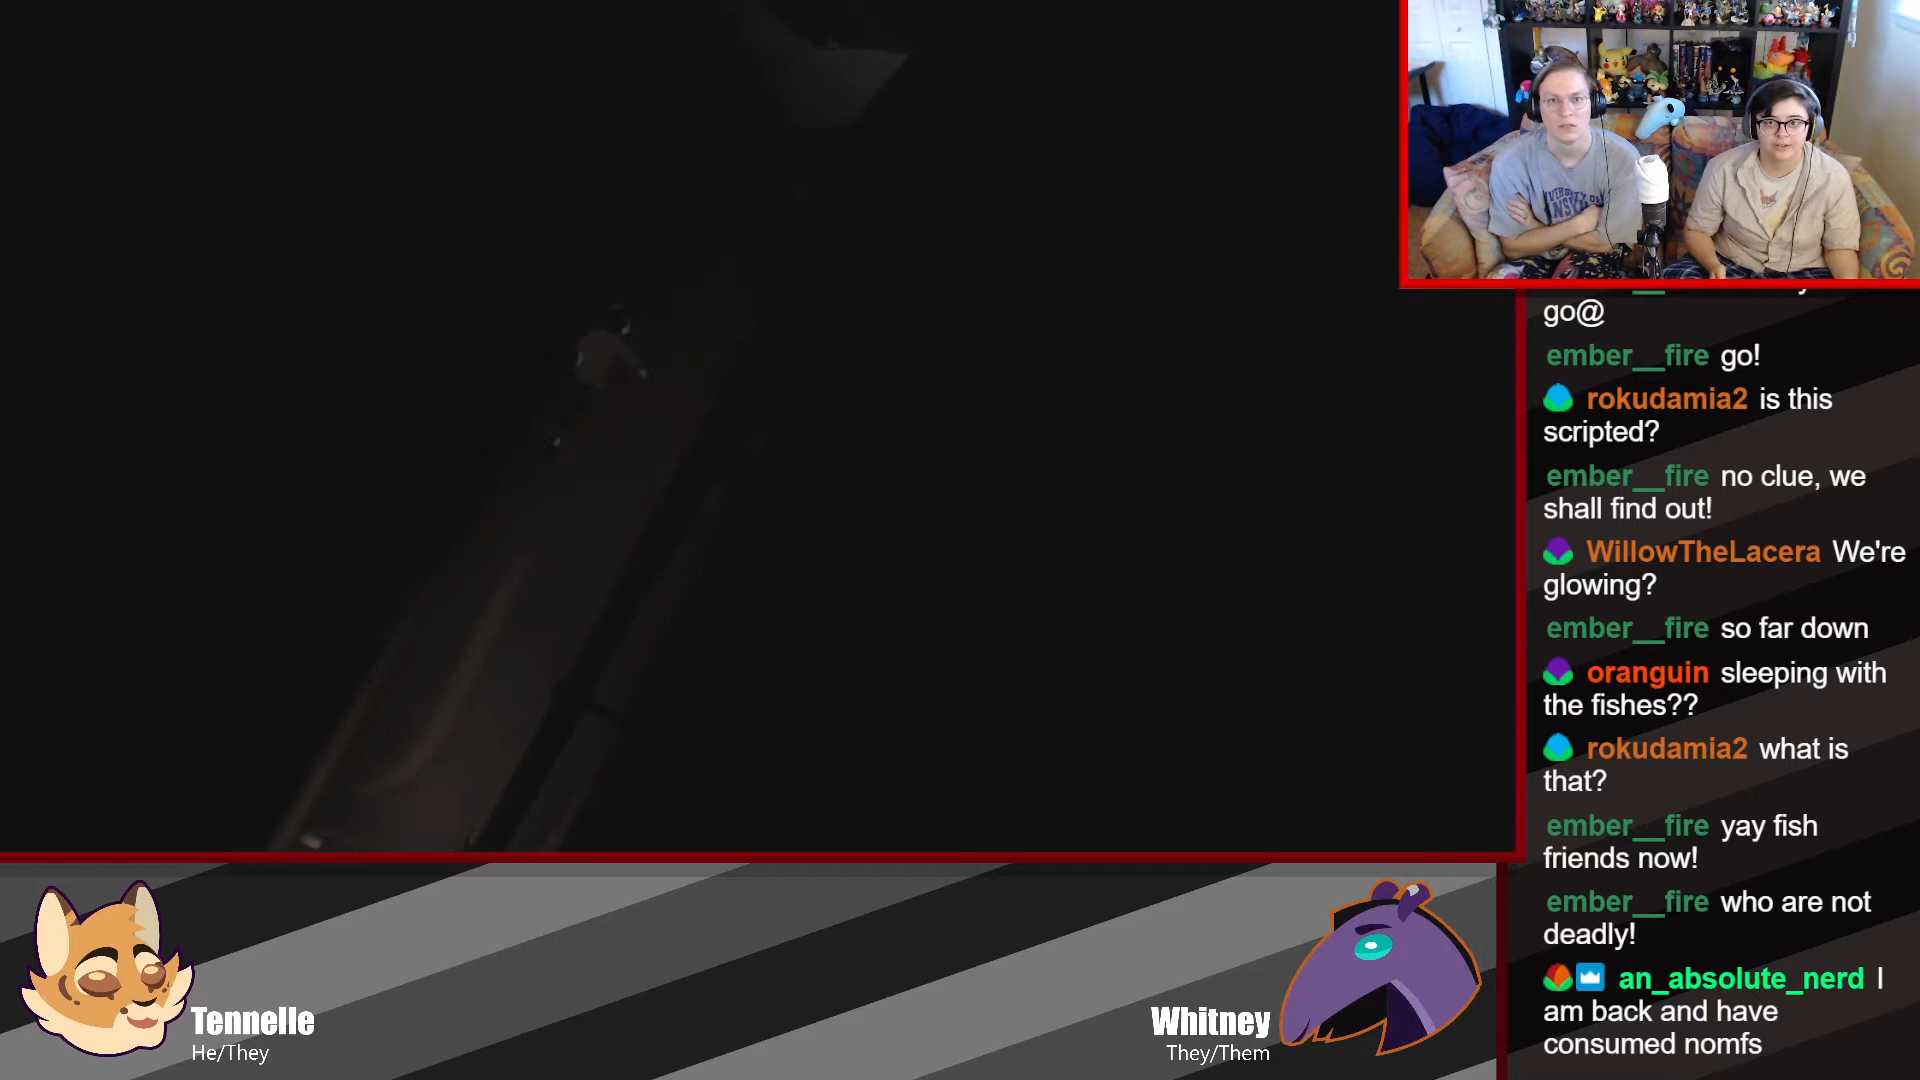 go@
ember__fire go!
rokudamia2 is this
scripted?
ember__fire no clue, we
shall find out!
WillowTheLacera We're
glowing?
ember__fire so far down
oranguin sleeping with
the fishes??
rokudamia2 what is
that?
ember__fire yay fish
friends now!
ember__fire who are not
deadly!
an_absolute_nerd I
am back and have
consumed nomfs
Tennelle
He/They
Whitney
They/Them